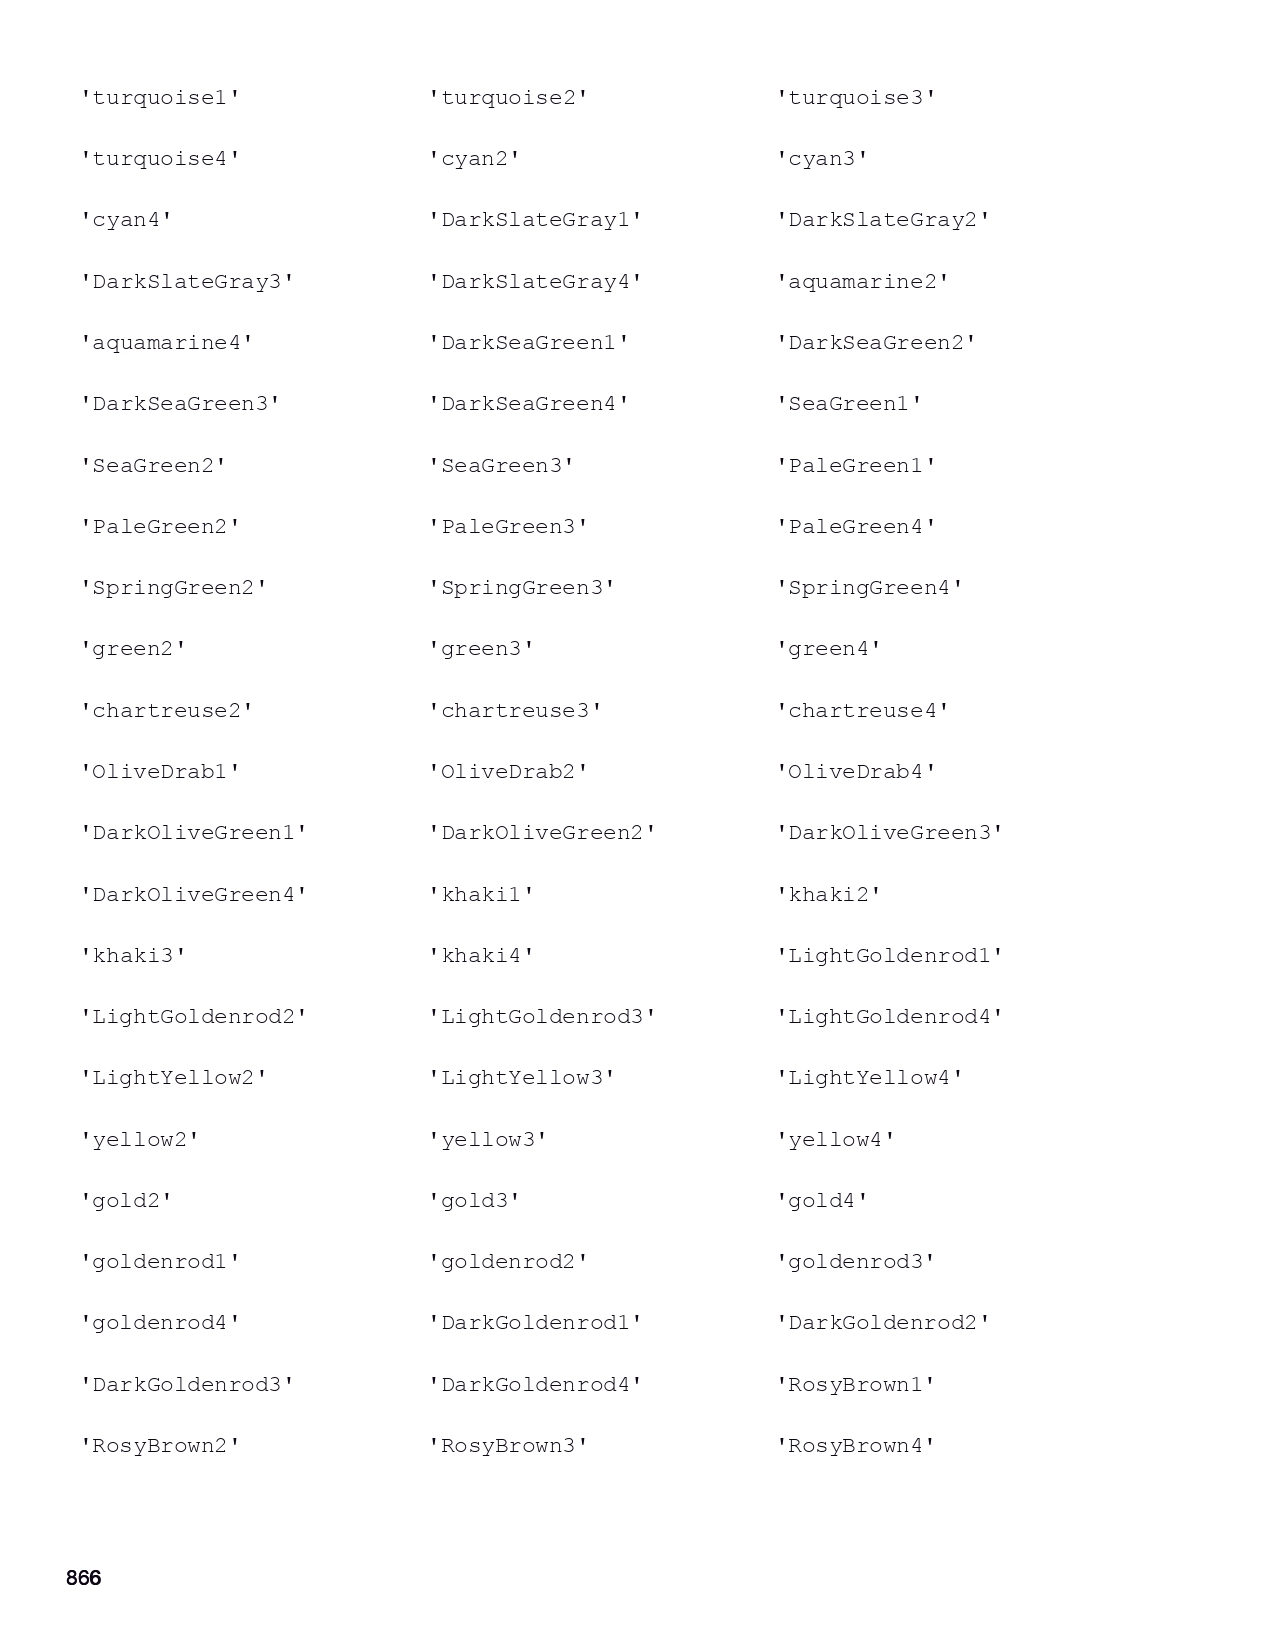 'turquoise1' 'turquoise2' 'turquoise3'
'turquoise4' 'cyan2' 'cyan3'
'cyan4' 'DarkSlateGray1' 'DarkSlateGray2'
'DarkSlateGray3' 'DarkSlateGray4' 'aquamarine2'
'aquamarine4' 'DarkSeaGreen1' 'DarkSeaGreen2'
'DarkSeaGreen3' 'DarkSeaGreen4' 'SeaGreen1'
'SeaGreen2' 'SeaGreen3' 'PaleGreen1'
'PaleGreen2' 'PaleGreen3' 'PaleGreen4'
'SpringGreen2' 'SpringGreen3' 'SpringGreen4'
'green2' 'green3' 'green4'
'chartreuse2' 'chartreuse3' 'chartreuse4'
'OliveDrab1' 'OliveDrab2' 'OliveDrab4'
'DarkOliveGreen1' 'DarkOliveGreen2' 'DarkOliveGreen3'
'DarkOliveGreen4' 'khaki1' 'khaki2'
'khaki3' 'khaki4' 'LightGoldenrod1'
'LightGoldenrod2' 'LightGoldenrod3' 'LightGoldenrod4'
'LightYellow2' 'LightYellow3' 'LightYellow4'
'yellow2' 'yellow3' 'yellow4'
'gold2' 'gold3' 'gold4'
'goldenrod1' 'goldenrod2' 'goldenrod3'
'goldenrod4' 'DarkGoldenrod1' 'DarkGoldenrod2'
'DarkGoldenrod3' 'DarkGoldenrod4' 'RosyBrown1'
'RosyBrown2' 'RosyBrown3' 'RosyBrown4'
866